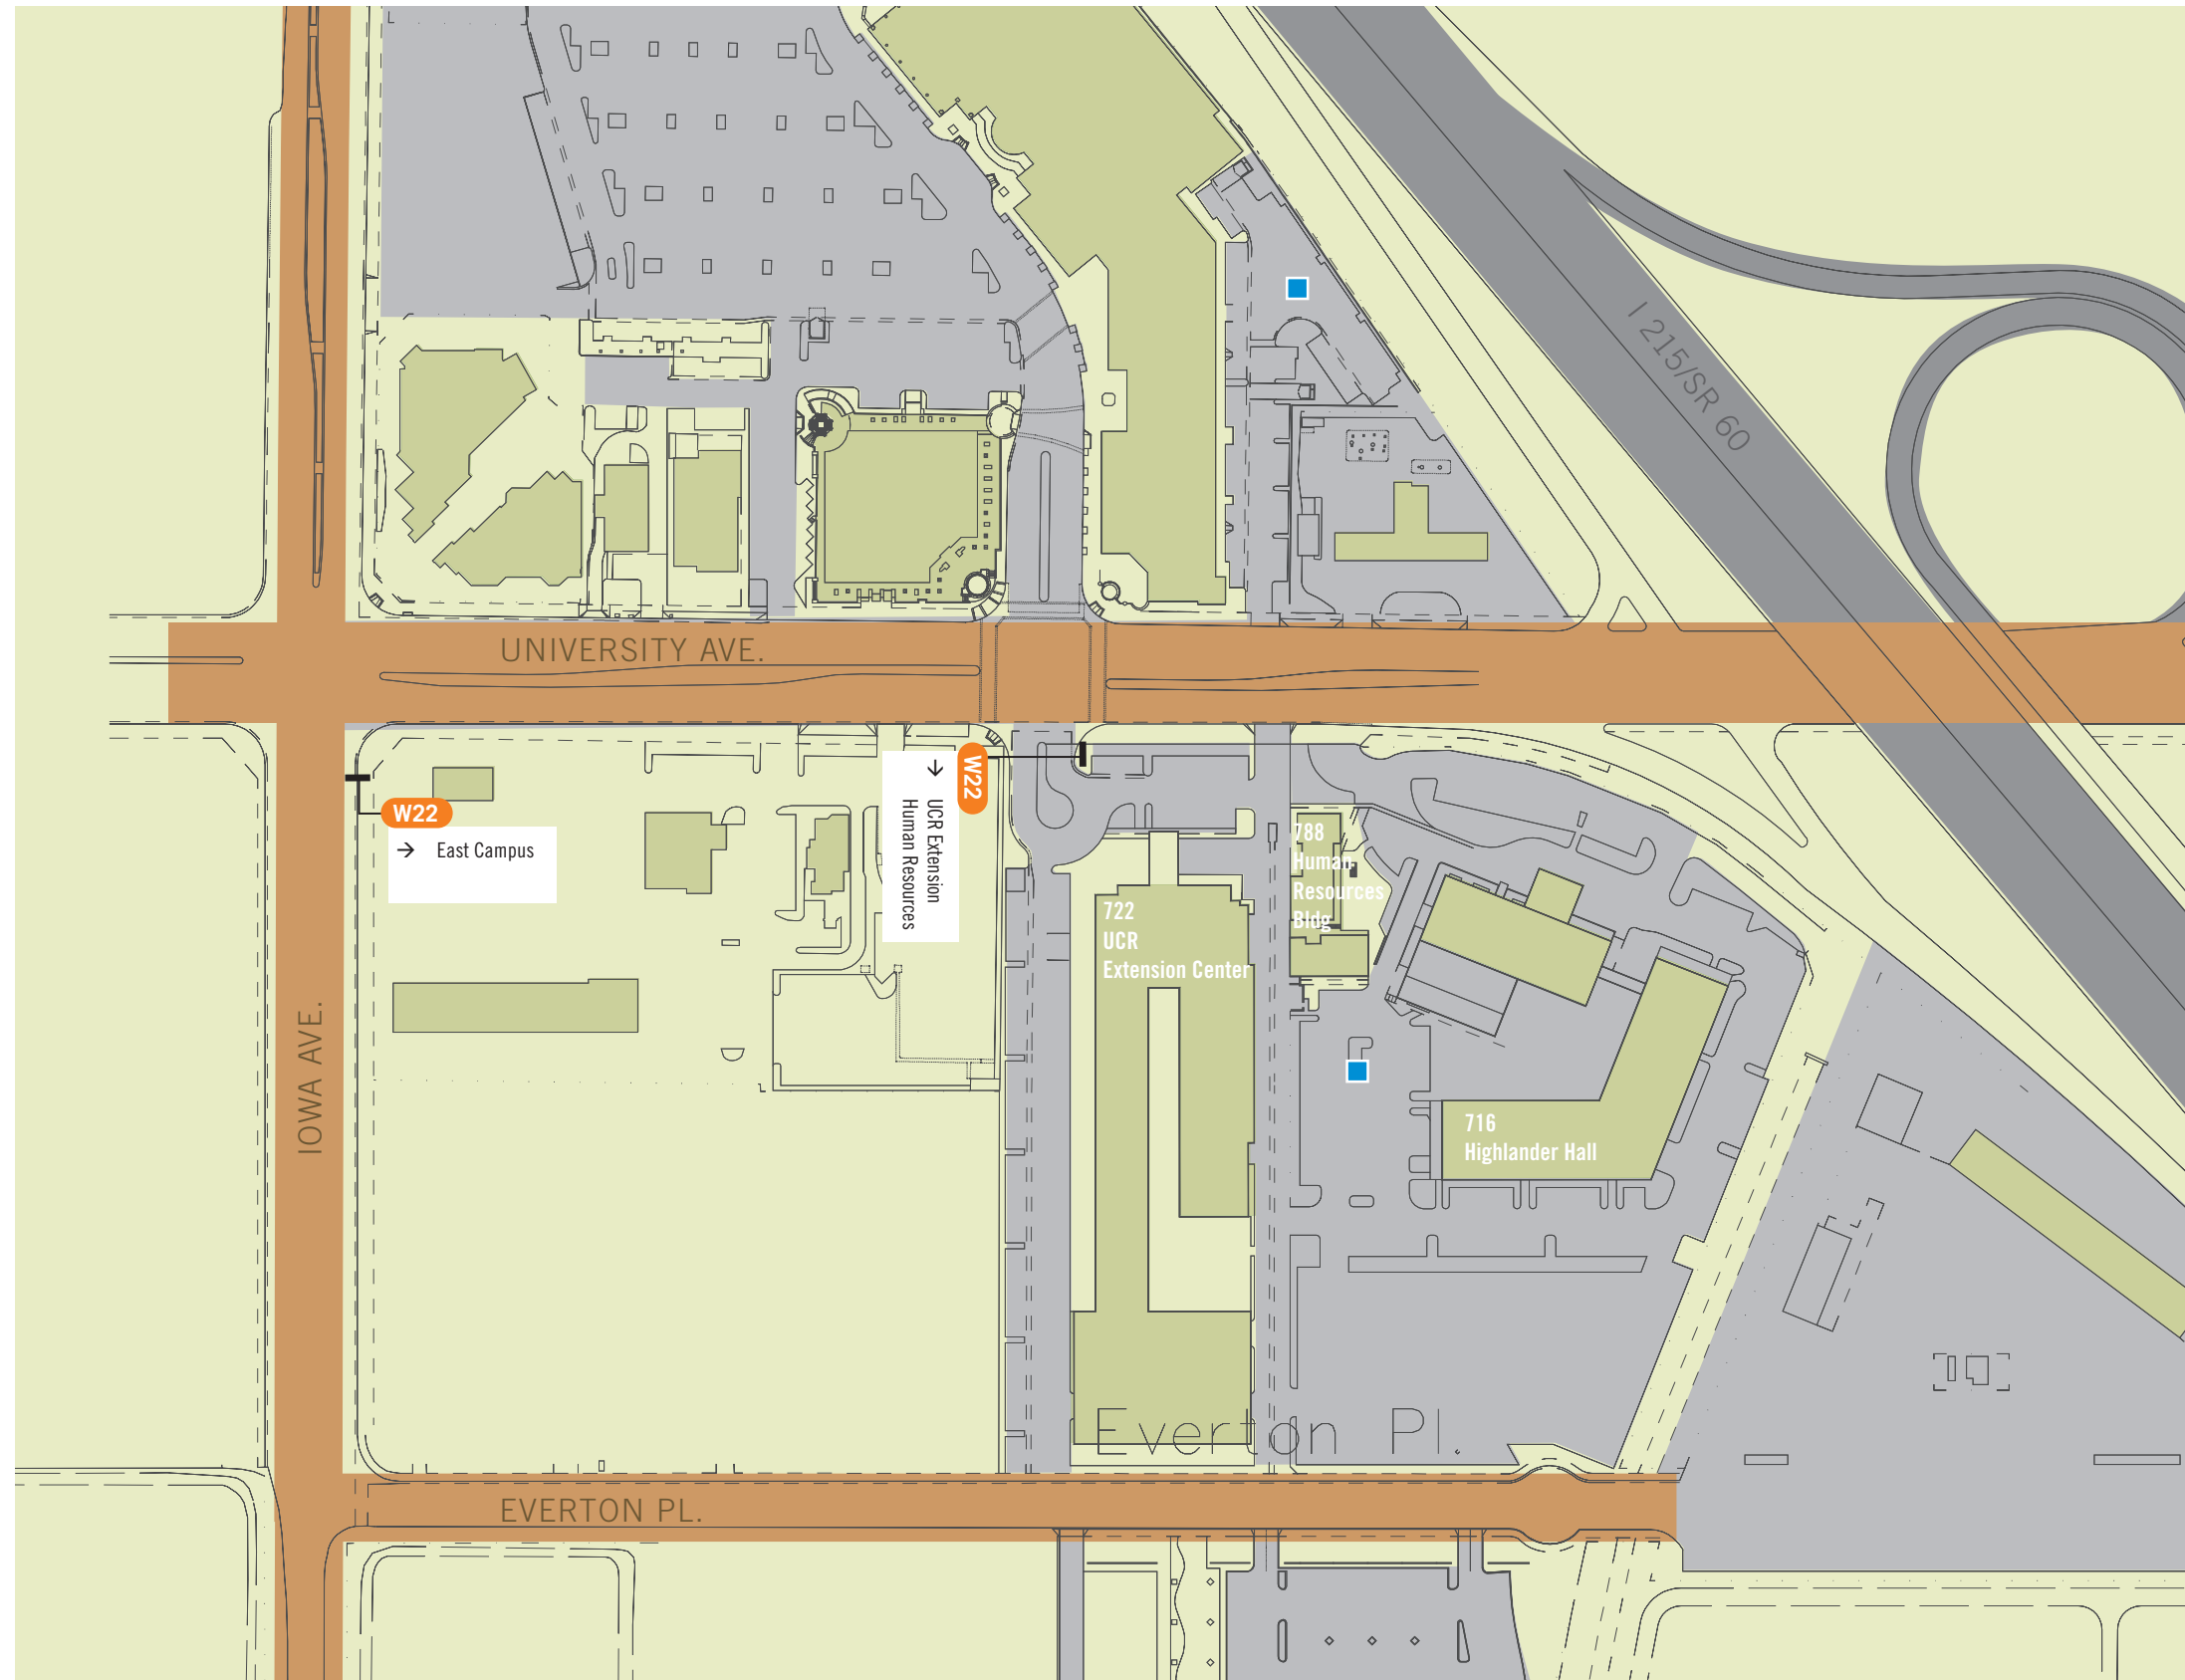 I 215/SR 60
UNIVERSITY AVE.
W22
→ East Campus
W22
→ UCR Extension
Human Resources
788
Human
Resources
Bldg
722
UCR
Extension Center
IOWA AVE.
716
Highlander Hall
Everton Pl.
EVERTON PL.